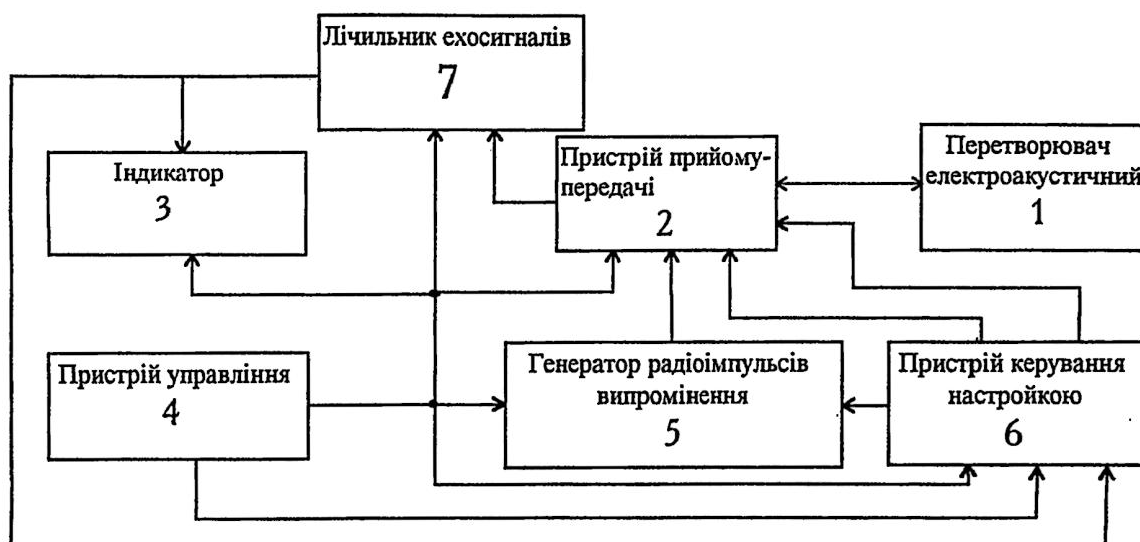 Лічильник ехосигналів
7
Індикатор
3
Пристрій прийому-
передачі
2
Перетворювач
електроакустичний
1
Пристрій управління
4
Генератор радіоімпульсів
випромінення
5
Пристрій керування
настройкою
6